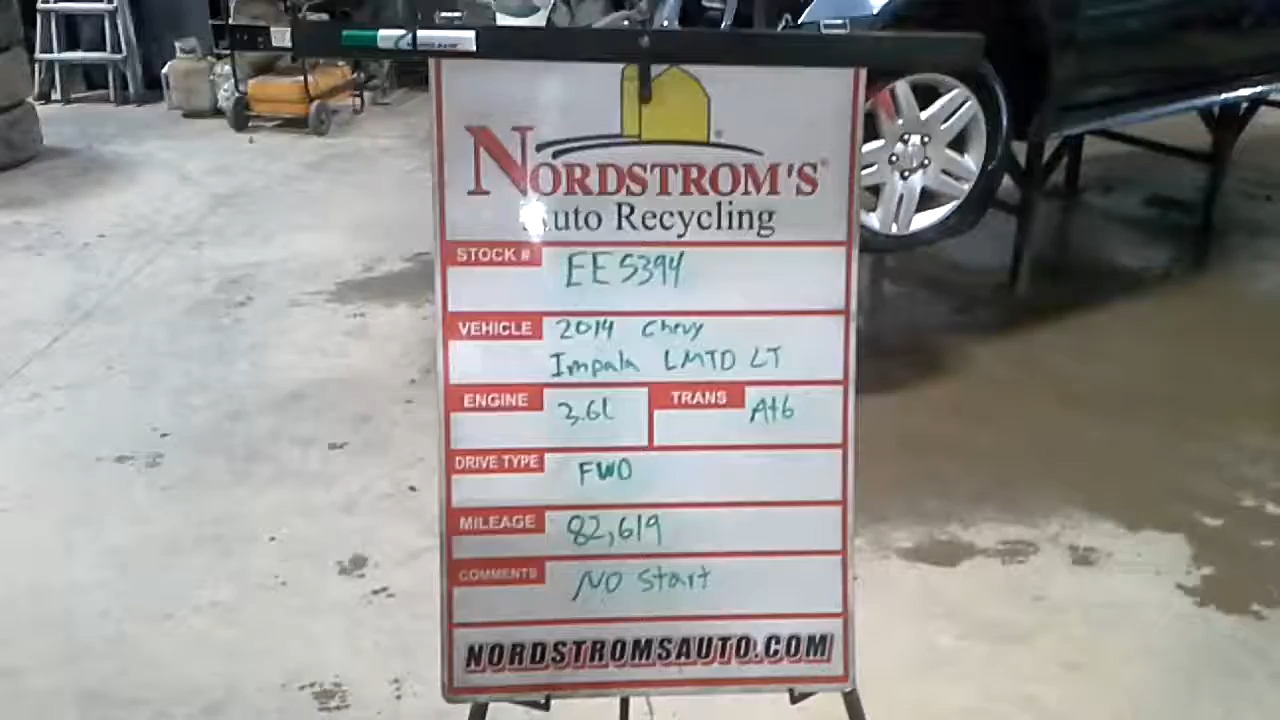 NORDSTROM'S®
Auto Recycling
STOCK # EE5394
VEHICLE 2014 Chevy
Impala LMTD LT
ENGINE 3.6L TRANS At6
DRIVE TYPE FWD
MILEAGE 82,619
COMMENTS NO Start
NORDSTROMSAUTO.COM